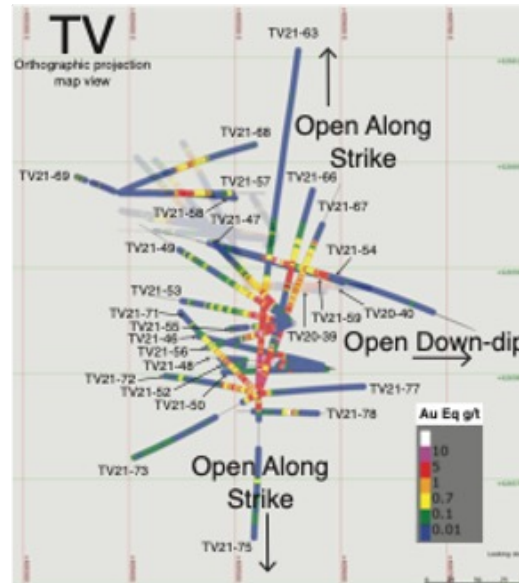 TV
Orthographic projection
map view
TV21-63
Open Along
Strike
TV21-68
TV21-69
TV21-57
TV21-66
TV21-58
TV21-67
TV21-47
TV21-49
TV21-54
TV21-53
TV21-71
TV21-59
TV20-40
TV21-55
TV20-39
TV21-46
Open Down-dip
TV21-56
TV21-48
TV21-72
TV21-52
TV21-77
TV21-50
TV21-78
Au Eq g/t
10
5
1
0.7
0.1
0.01
TV21-73
Open Along
Strike
TV21-75